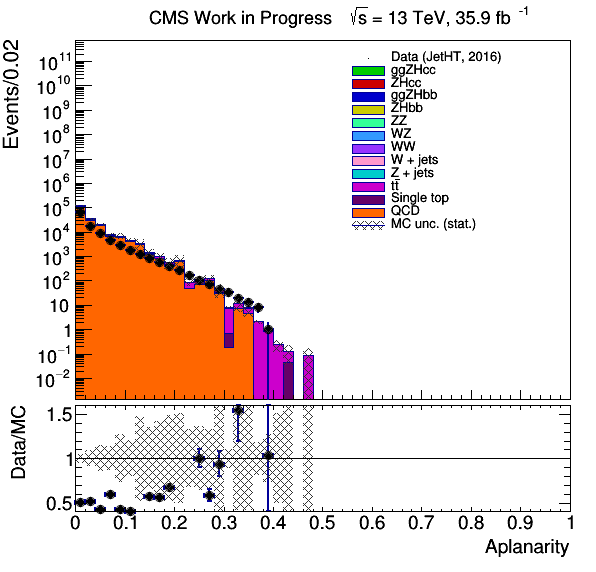 CMS Work in Progress √s = 13 TeV, 35.9 fb⁻¹
Events/0.02
10¹¹
10¹⁰
10⁹
10⁸
10⁷
10⁶
10⁵
10⁴
10³
10²
10
1
10⁻¹
10⁻²
Data (JetHT, 2016)
ggZHcc
ZHcc
ggZHbb
ZHbb
ZZ
WZ
WW
W + jets
Z + jets
tt̄
Single top
QCD
MC unc. (stat.)
Data/MC
1.5
1
0.5
0 0.1 0.2 0.3 0.4 0.5 0.6 0.7 0.8 0.9 1
Aplanarity